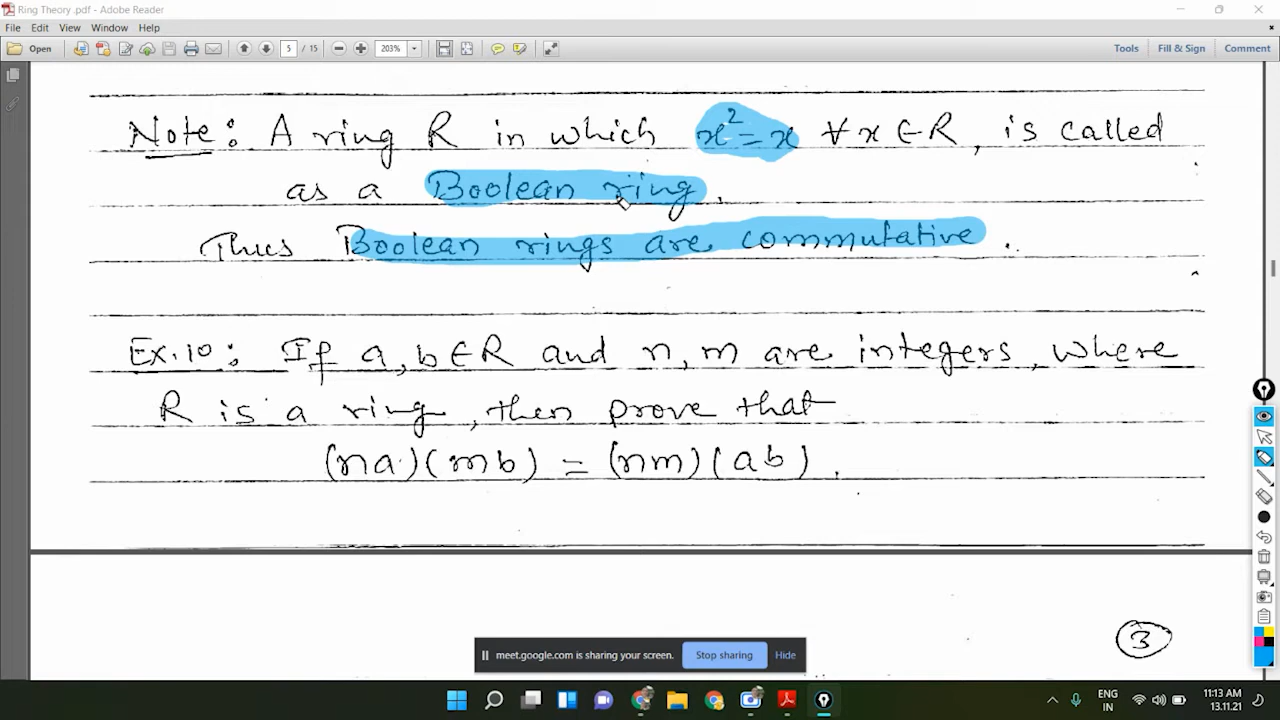 Ring Theory .pdf - Adobe Reader
File Edit View Window Help
Open 5 / 15 203% Tools Fill & Sign Comment
Note: A ring R in which x² = x ∀ x ∈ R, is called
as a Boolean ring.
Thus Boolean rings are commutative.
Ex.10: If a, b ∈ R and n, m are integers, where
R is a ring, then prove that
(na)(mb) = (nm)(ab).
3
meet.google.com is sharing your screen. Stop sharing Hide
ENG 11:13 AM
IN 13.11.21